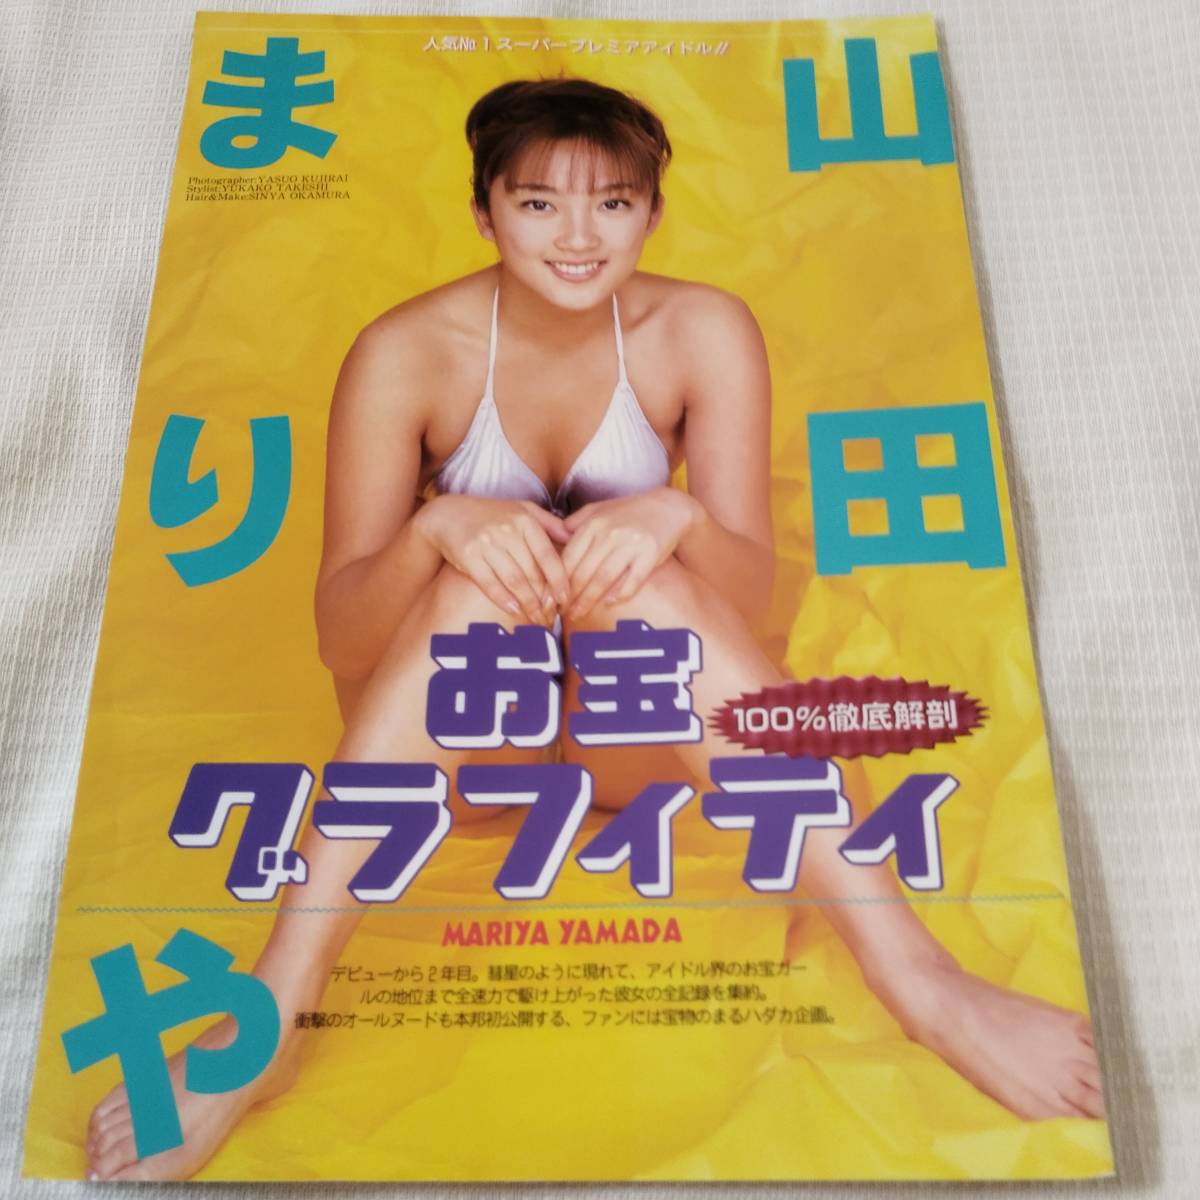 人気№1スーパープレミアアイドル!!
山田
まりや
Photographer:YASUO KUJIRAI
Stylist:YUKAKO TAKESHI
Hair&Make:SINYA OKAMURA
お宝
グラフィティ
100%徹底解剖
MARIYA YAMADA
デビューから2年目。彗星のように現れて、アイドル界のお宝ガー
ルの地位まで全速力で駆け上がった彼女の全記録を集約。
衝撃のオールヌードも本邦初公開する、ファンには宝物のまるハダカ企画。